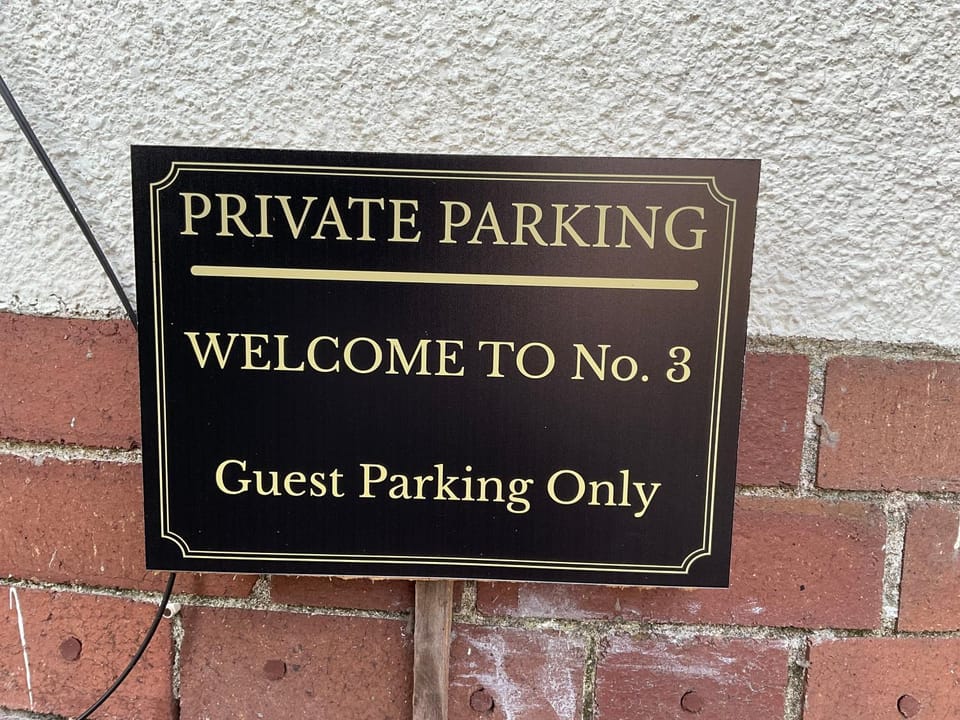 PRIVATE PARKING
WELCOME TO No. 3
Guest Parking Only